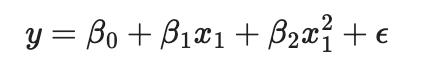 y = β₀ + β₁x₁ + β₂x₁² + ϵ